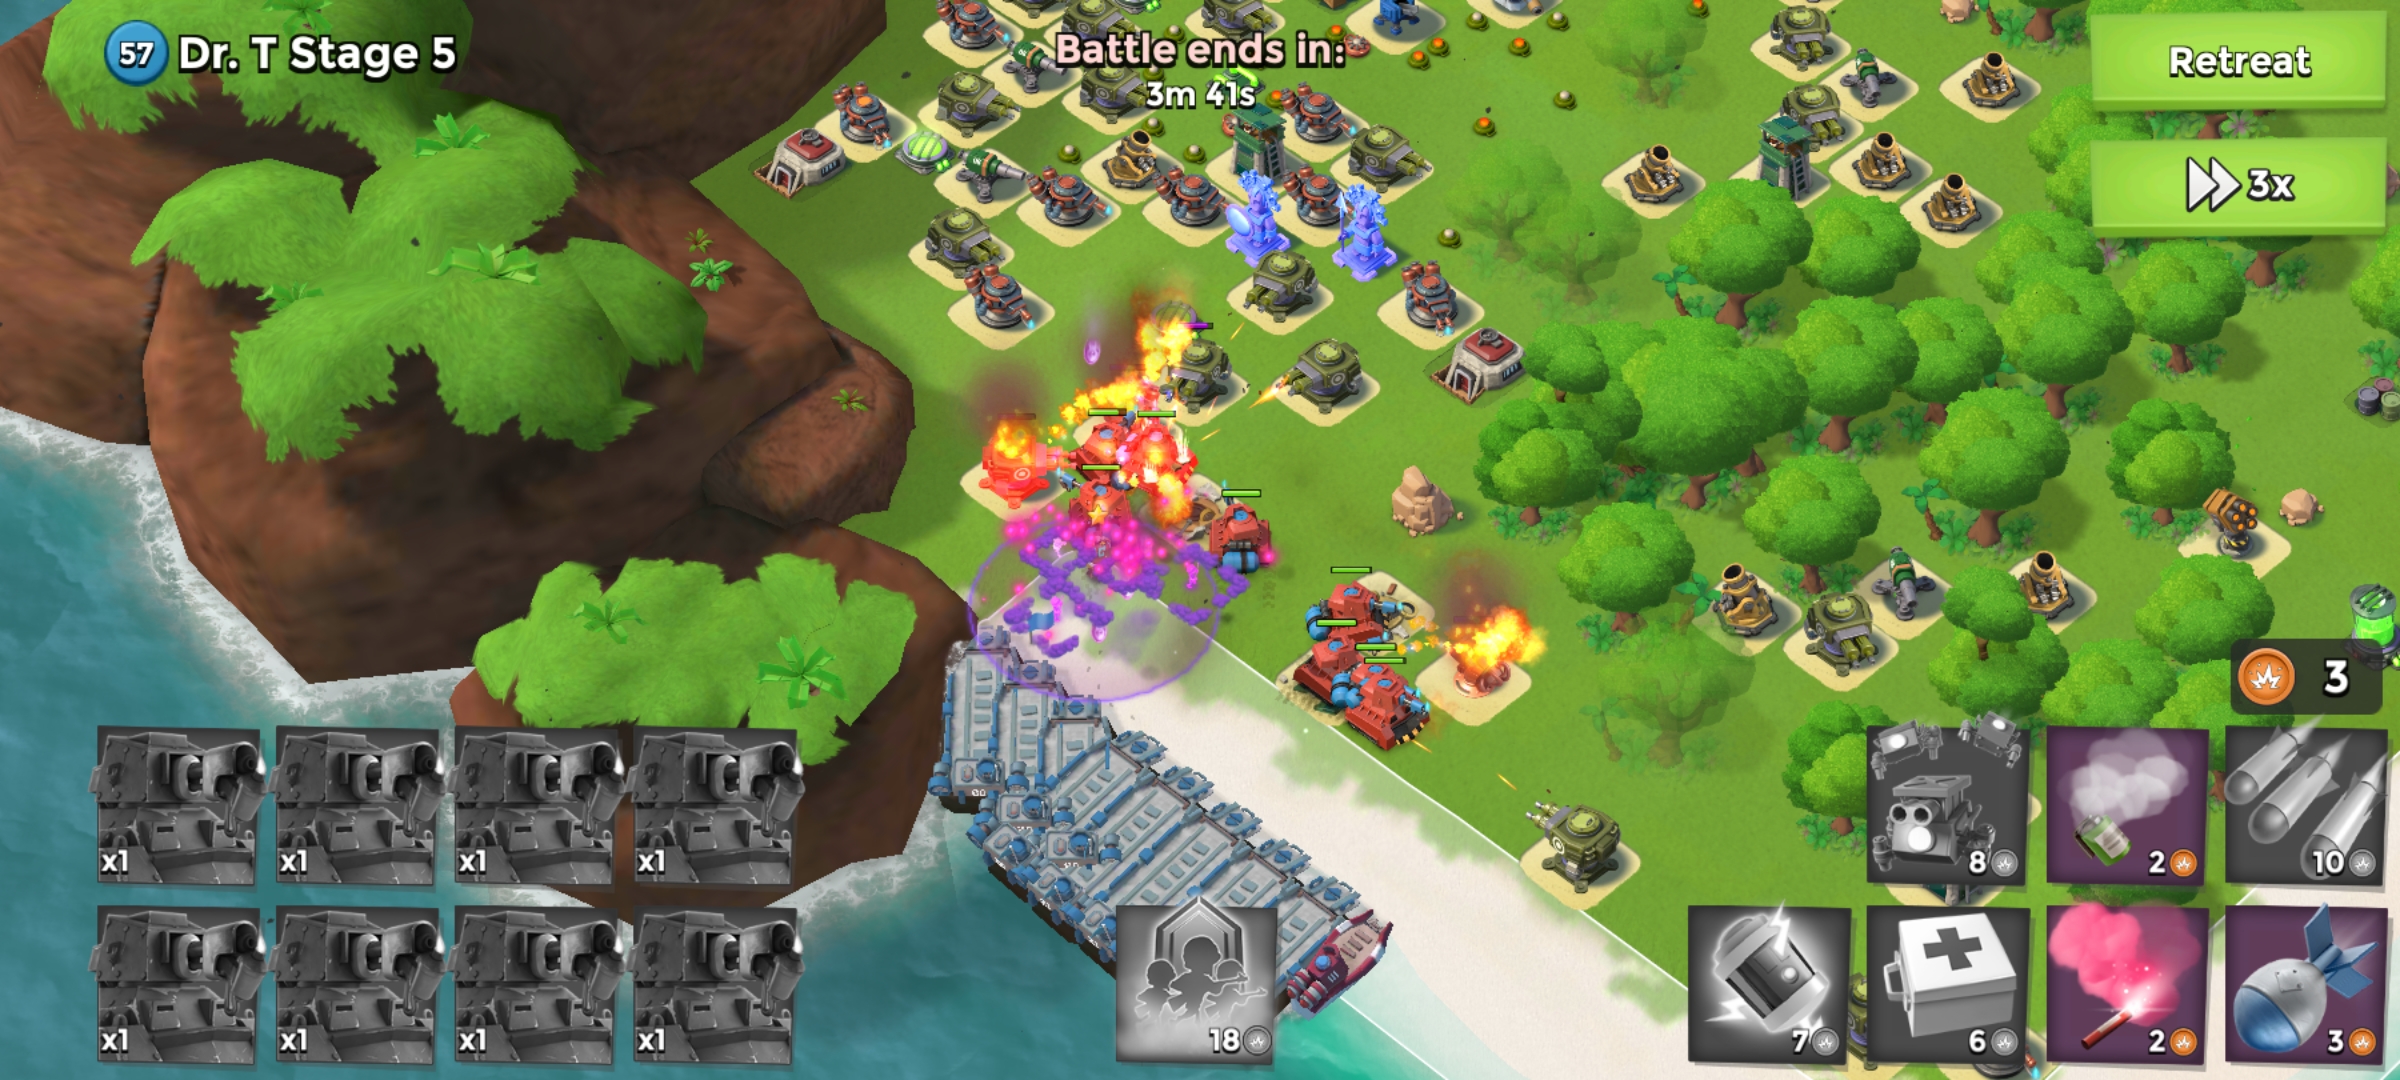 57 Dr. T Stage 5
Battle ends in:
3m 41s
Retreat
3x
3
8
2
10
x1
x1
x1
x1
x1
x1
x1
x1
18
7
6
2
3